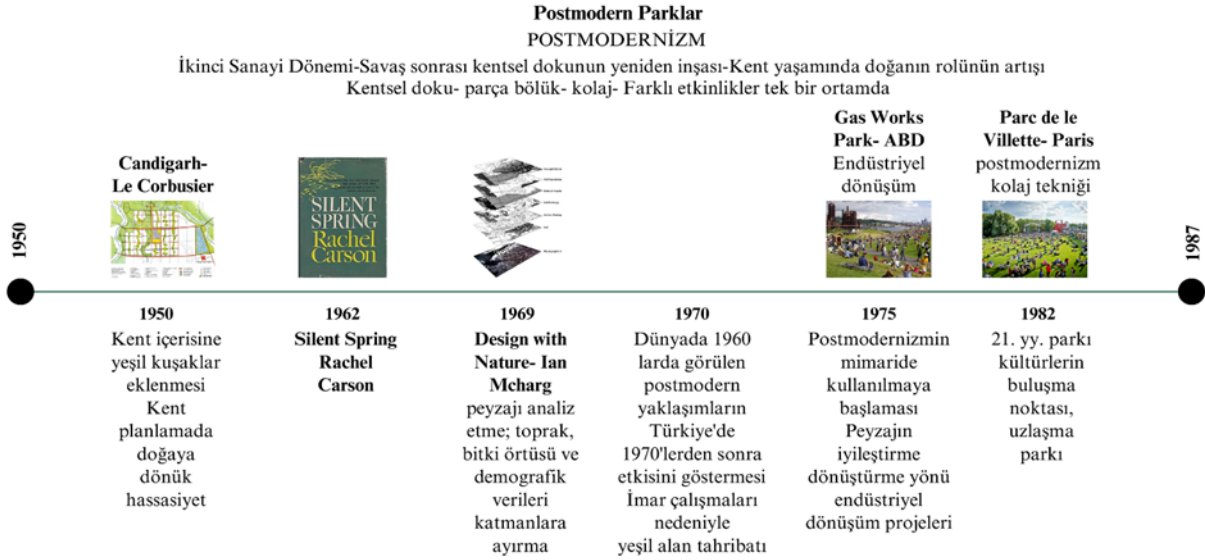 Postmodern Parklar
POSTMODERNİZM
İkinci Sanayi Dönemi-Savaş sonrası kentsel dokunun yeniden inşası-Kent yaşamında doğanın rolünün artışı
Kentsel doku- parça bölük- kolaj- Farklı etkinlikler tek bir ortamda
1950
Candigarh-
Le Corbusier
SILENT
SPRING
Rachel
Carson
Gas Works
Park- ABD
Endüstriyel
dönüşüm
Parc de le
Villette- Paris
postmodernizm
kolaj tekniği
1987
1950
Kent içerisine
yeşil kuşaklar
eklenmesi
Kent
planlamada
doğaya
dönük
hassasiyet
1962
Silent Spring
Rachel
Carson
1969
Design with
Nature- Ian
Mcharg
peyzajı analiz
etme; toprak,
bitki örtüsü ve
demografik
verileri
katmanlara
ayırma
1970
Dünyada 1960
larda görülen
postmodern
yaklaşımların
Türkiye'de
1970'lerden sonra
etkisini göstermesi
İmar çalışmaları
nedeniyle
yeşil alan tahribatı
1975
Postmodernizmin
mimaride
kullanılmaya
başlaması
Peyzajın
iyileştirme
dönüştürme yönü
endüstriyel
dönüşüm projeleri
1982
21. yy. parkı
kültürlerin
buluşma
noktası,
uzlaşma
parkı